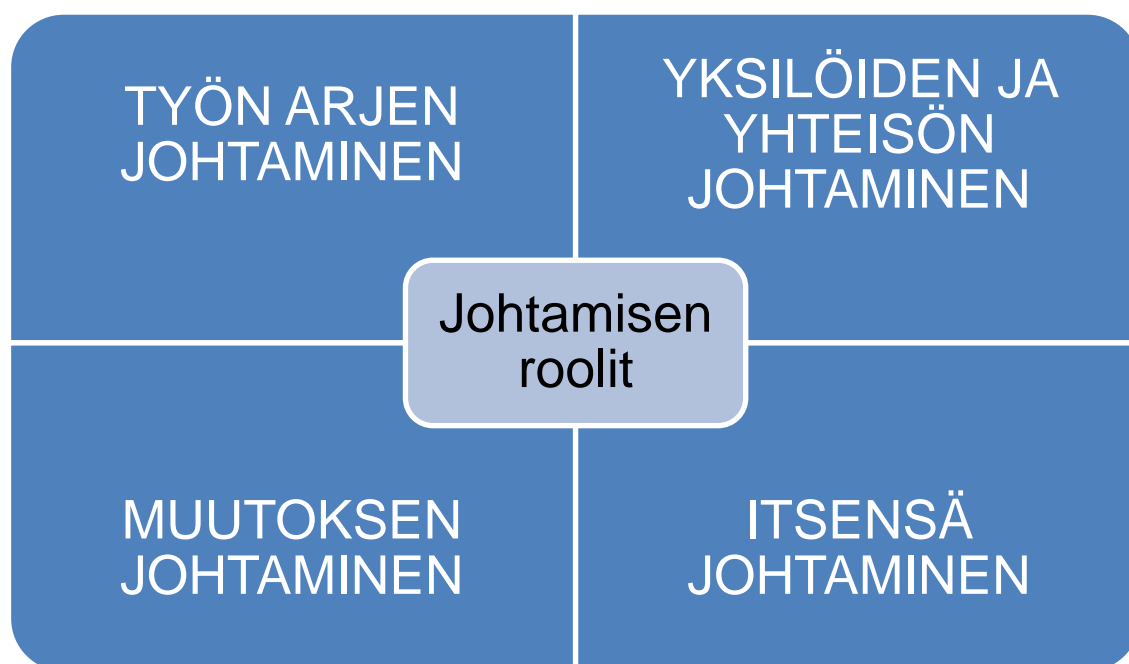 TYÖN ARJEN
JOHTAMINEN
YKSILÖIDEN JA
YHTEISÖN
JOHTAMINEN
Johtamisen
roolit
MUUTOKSEN
JOHTAMINEN
ITSENSÄ
JOHTAMINEN